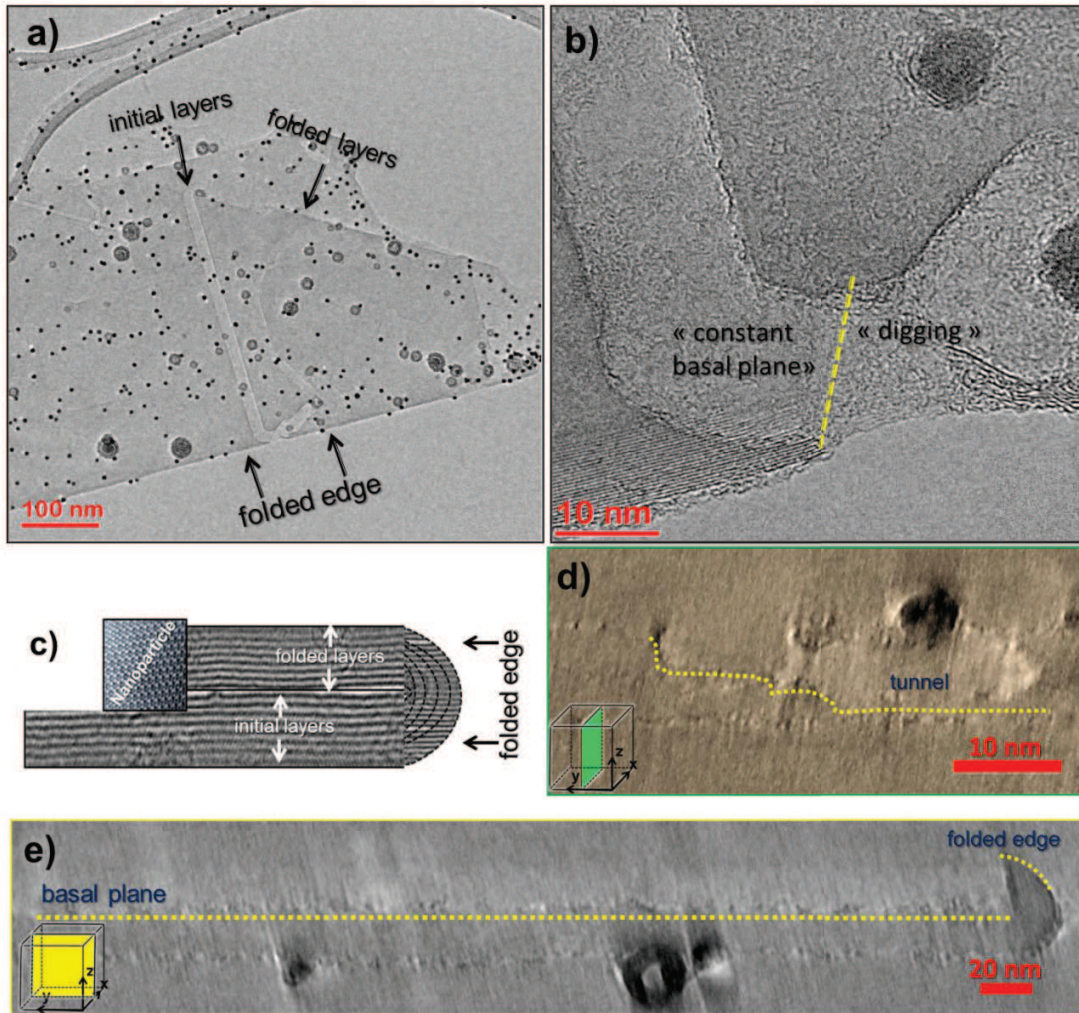 a)
initial layers
folded layers
folded edge
100 nm
b)
« constant
basal plane»
« digging »
10 nm
c)
Nanoparticle
folded layers
initial layers
folded edge
d)
tunnel
z
x
y
10 nm
e)
folded edge
basal plane
z
x
y
20 nm